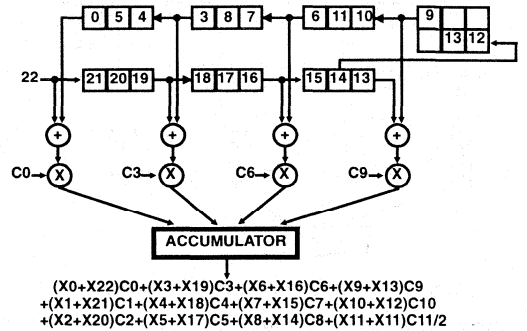 0 5 4 3 8 7 6 11 10 9
13 12
22 21 20 19 18 17 16 15 14 13
+ + + +
C0 X C3 X C6 X C9 X
ACCUMULATOR
(X0+X22)C0+(X3+X19)C3+(X6+X16)C6+(X9+X13)C9
+(X1+X21)C1+(X4+X18)C4+(X7+X15)C7+(X10+X12)C10
+(X2+X20)C2+(X5+X17)C5+(X8+X14)C8+(X11+X11)C11/2